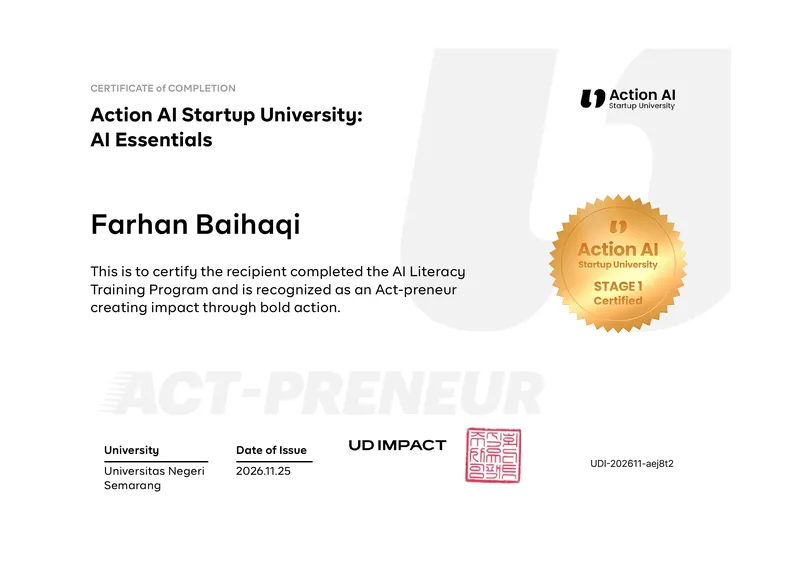 CERTIFICATE of COMPLETION
Action AI Startup University:
AI Essentials
Action AI
Startup University
Farhan Baihaqi
This is to certify the recipient completed the AI Literacy
Training Program and is recognized as an Act-preneur
creating impact through bold action.
Action AI
Startup University
STAGE 1
Certified
ACT-PRENEUR
University
Universitas Negeri
Semarang
Date of Issue
2026.11.25
UD IMPACT
UDI-202611-aej8t2